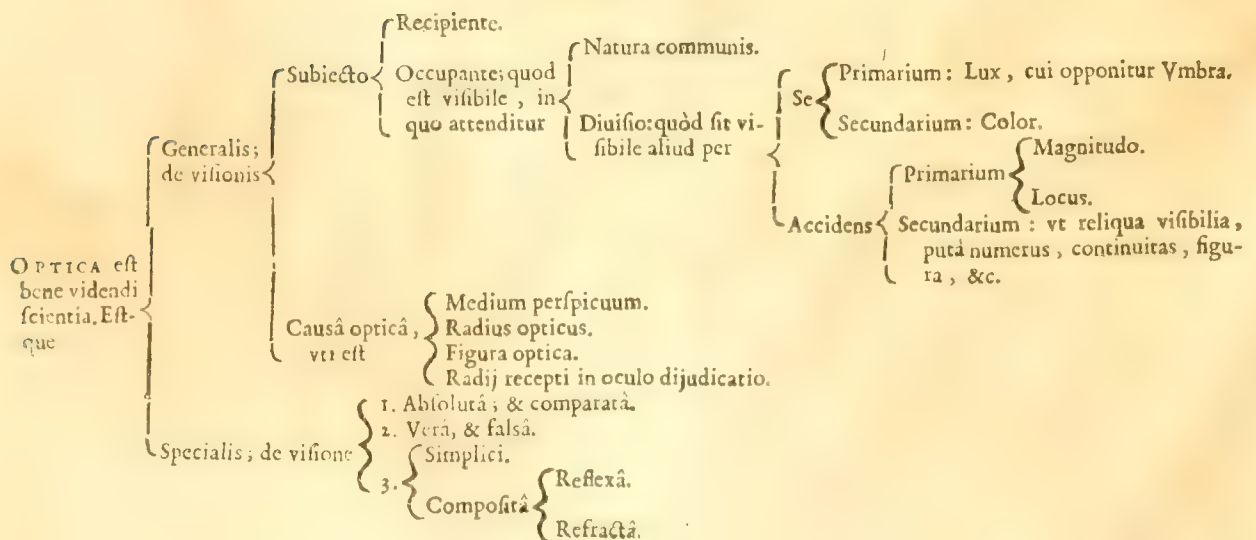 OPTICA eſt
bene videndi
ſcientia. Eſt-
que
Generalis;
de viſionis
Subiecto
Recipiente.
Occupante; quod
eſt viſibile, in
quo attenditur
Natura communis.
Diuiſio: quòd ſit vi-
ſibile aliud per
Se
Primarium: Lux, cui opponitur Vmbra.
Secundarium: Color.
Accidens
Primarium
Magnitudo.
Locus.
Secundarium: vt reliqua viſibilia,
putà numerus, continuitas, figu-
ra, &c.
Causâ opticâ,
vti eſt
Medium perſpicuum.
Radius opticus.
Figura optica.
Radij recepti in oculo dijudicatio.
Specialis; de viſione
1. Abſolutâ; & comparatâ.
2. Verâ, & falsâ.
3.
Simplici.
Compoſitâ
Reflexâ.
Refractâ.